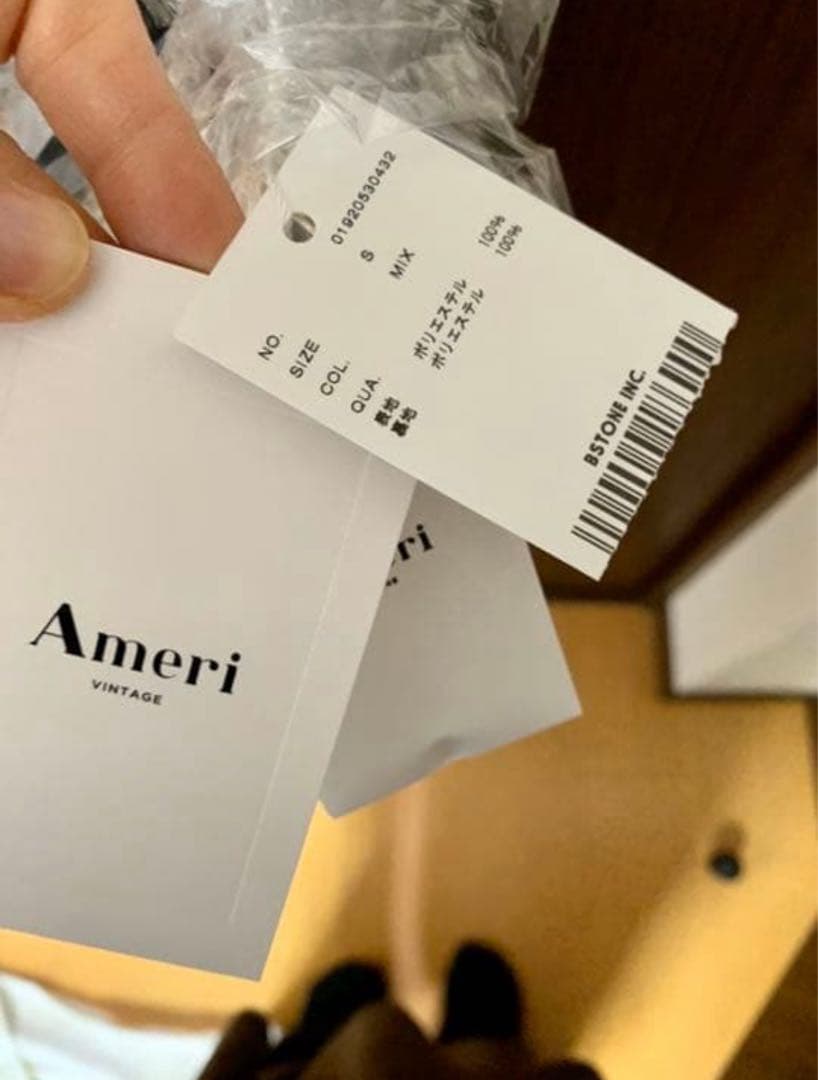 NO. 01920530432
SIZE S
COL. MIX
QUA.
表地 ポリエステル 100%
裏地 ポリエステル 100%
BSTONE INC.
Ameri
VINTAGE
ri